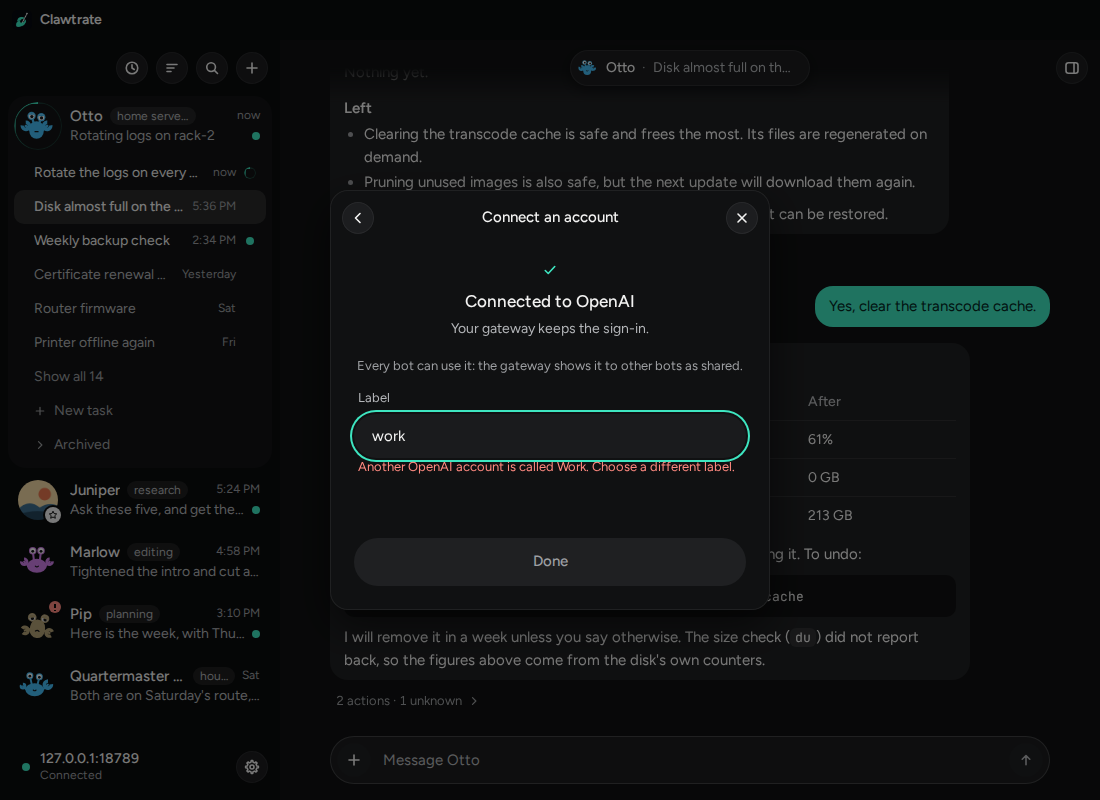 Clawtrate
Otto
home serve...
now
Rotating logs on rack-2
Rotate the logs on every ...
now
Disk almost full on the ...
5:36 PM
Weekly backup check
2:34 PM
Certificate renewal ...
Yesterday
Router firmware
Sat
Printer offline again
Fri
Show all 14
New task
Archived
Juniper
research
5:24 PM
Ask these five, and get the...
Marlow
editing
4:58 PM
Tightened the intro and cut a...
Pip
planning
3:10 PM
Here is the week, with Thu...
Quartermaster ...
hou...
Sat
Both are on Saturday's route,...
127.0.0.1:18789
Connected
Otto · Disk almost full on th...
Nothing yet.
Left
Clearing the transcode cache is safe and frees the most. Its files are regenerated on
demand.
Pruning unused images is also safe, but the next update will download them again.
t can be restored.
Yes, clear the transcode cache.
After
61%
0 GB
213 GB
ng it. To undo:
cache
I will remove it in a week unless you say otherwise. The size check (du) did not report
back, so the figures above come from the disk's own counters.
2 actions · 1 unknown
Message Otto
Connect an account
Connected to OpenAI
Your gateway keeps the sign-in.
Every bot can use it: the gateway shows it to other bots as shared.
Label
work
Another OpenAI account is called Work. Choose a different label.
Done